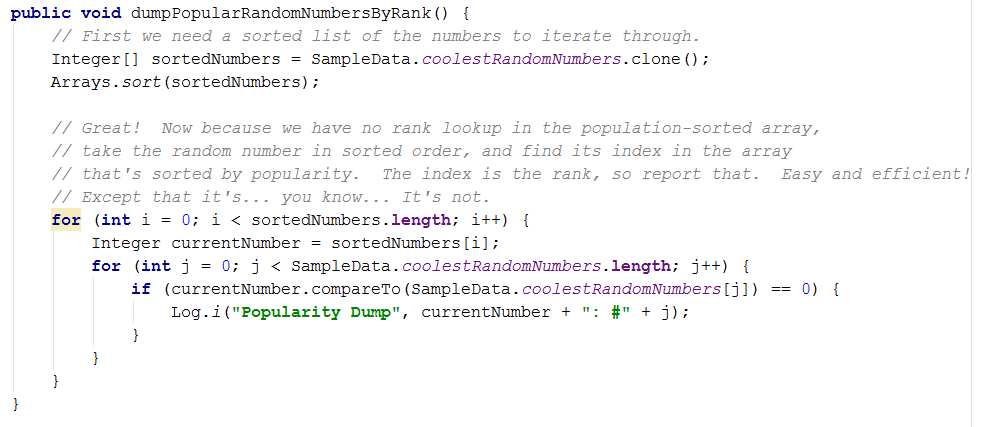 public void dumpPopularRandomNumbersByRank() {
    // First we need a sorted list of the numbers to iterate through.
    Integer[] sortedNumbers = SampleData.coolestRandomNumbers.clone();
    Arrays.sort(sortedNumbers);

    // Great!  Now because we have no rank lookup in the population-sorted array,
    // take the random number in sorted order, and find its index in the array
    // that's sorted by popularity.  The index is the rank, so report that.  Easy and efficient!
    // Except that it's... you know... It's not.
    for (int i = 0; i < sortedNumbers.length; i++) {
        Integer currentNumber = sortedNumbers[i];
        for (int j = 0; j < SampleData.coolestRandomNumbers.length; j++) {
            if (currentNumber.compareTo(SampleData.coolestRandomNumbers[j]) == 0) {
                Log.i("Popularity Dump", currentNumber + ": #" + j);
            }
        }
    }
}